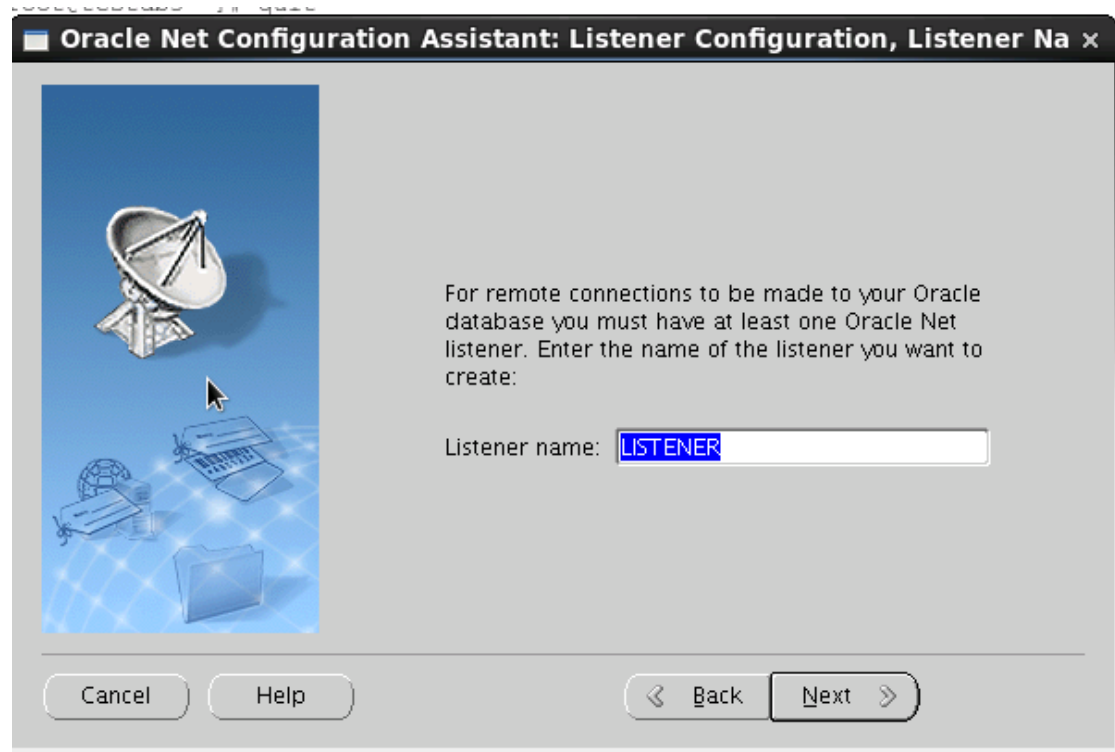 Oracle Net Configuration Assistant: Listener Configuration, Listener Na
For remote connections to be made to your Oracle
database you must have at least one Oracle Net
listener. Enter the name of the listener you want to
create:
Listener name: LISTENER
Cancel Help Back Next